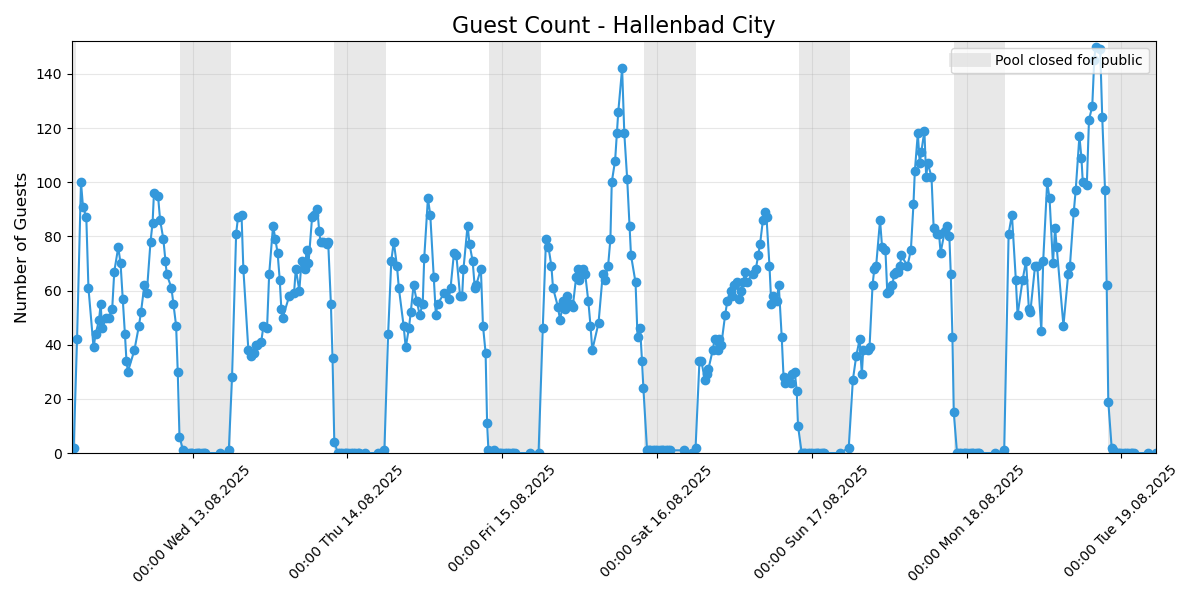 Guest Count - Hallenbad City
Pool closed for public
Number of Guests
140
120
100
80
60
40
20
0
00:00 Wed 13.08.2025
00:00 Thu 14.08.2025
00:00 Fri 15.08.2025
00:00 Sat 16.08.2025
00:00 Sun 17.08.2025
00:00 Mon 18.08.2025
00:00 Tue 19.08.2025